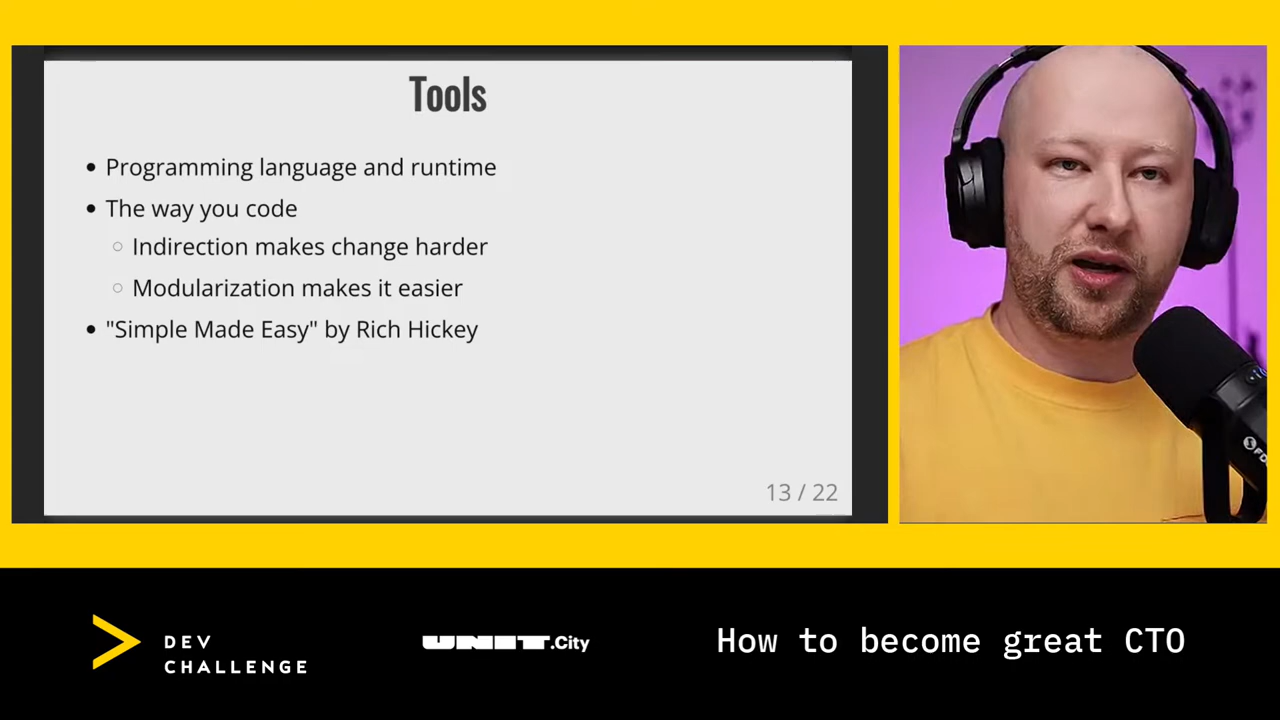 Tools
• Programming language and runtime
• The way you code
○ Indirection makes change harder
○ Modularization makes it easier
• "Simple Made Easy" by Rich Hickey
13 / 22
DEV
CHALLENGE
UNIT.City
How to become great CTO